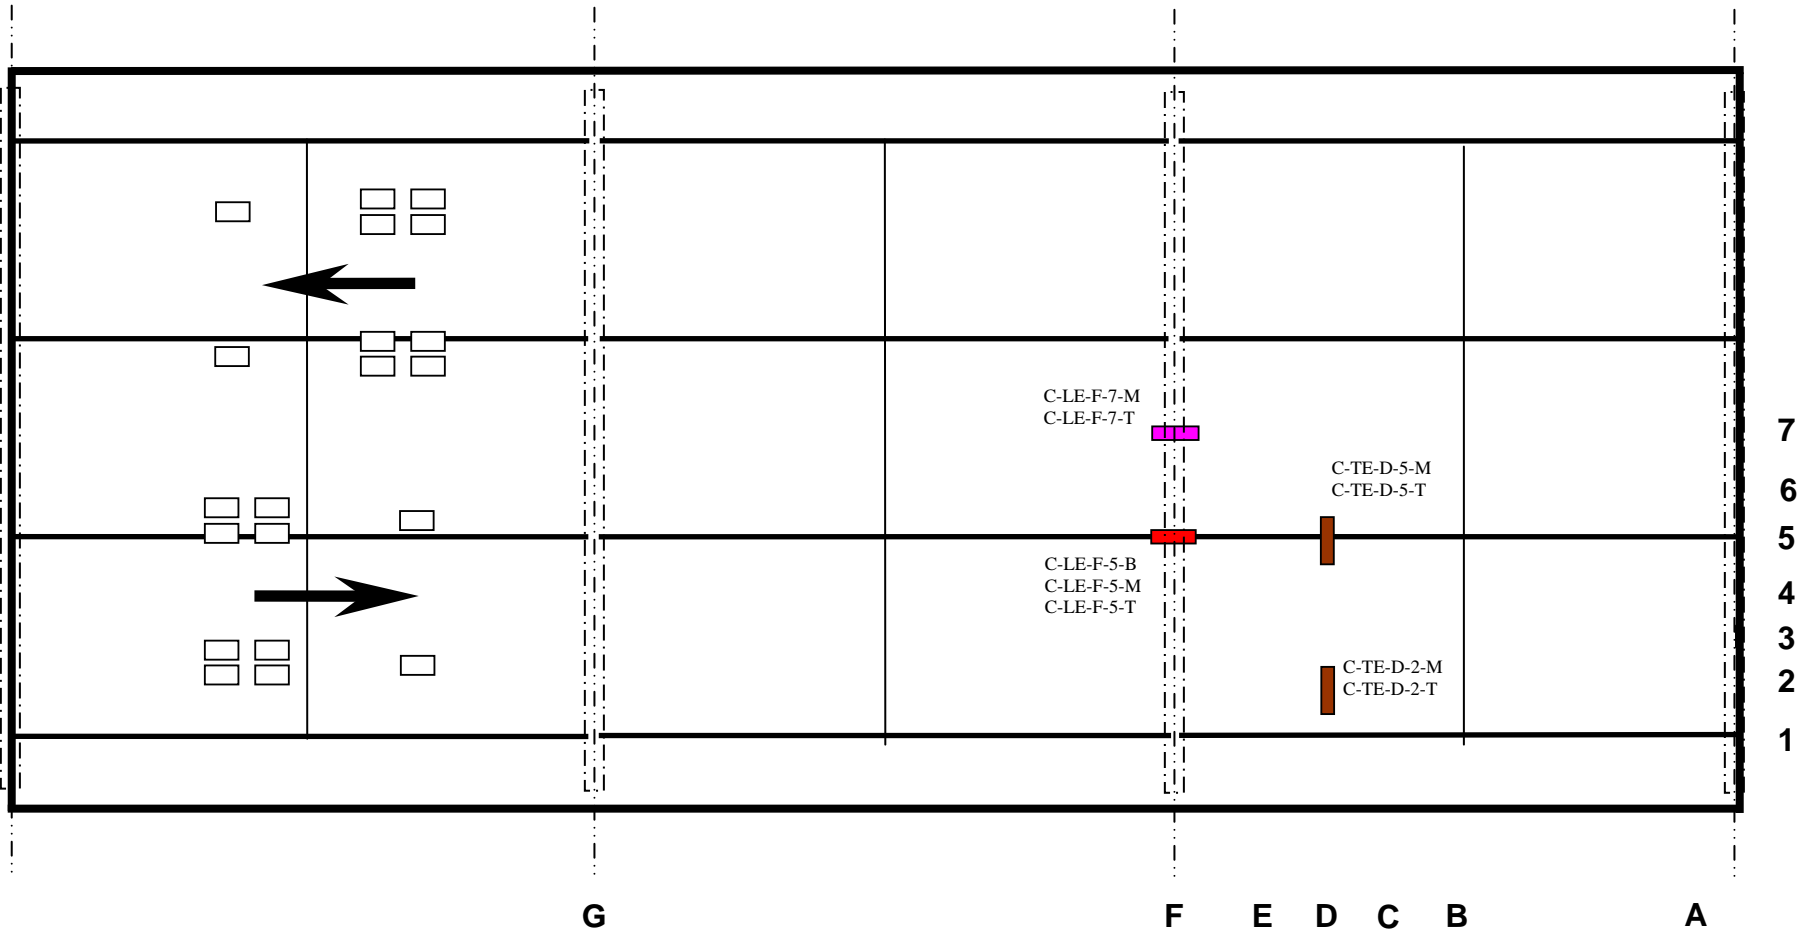 C-LE-F-7-M
C-LE-F-7-T
7
C-TE-D-5-M
C-TE-D-5-T
6
5
C-LE-F-5-B
C-LE-F-5-M
C-LE-F-5-T
4
3
C-TE-D-2-M
C-TE-D-2-T
2
1
G F E D C B A